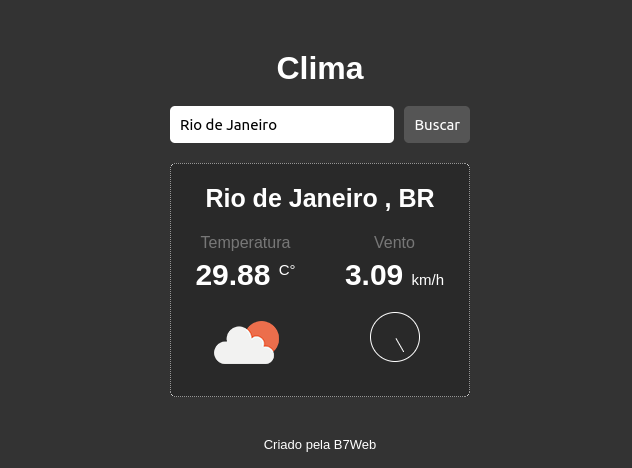 Clima
Rio de Janeiro
Buscar
Rio de Janeiro , BR
Temperatura
Vento
29.88 C°
3.09 km/h
Criado pela B7Web